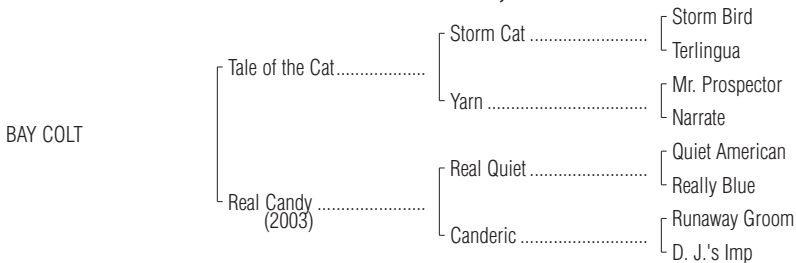 Storm Bird
Storm Cat ........................
Terlingua
Tale of the Cat...................
Mr. Prospector
Yarn .................................
Narrate
BAY COLT
Quiet American
Real Quiet ........................
Really Blue
Real Candy ......................
(2003)
Runaway Groom
Canderic ..........................
D. J.'s Imp